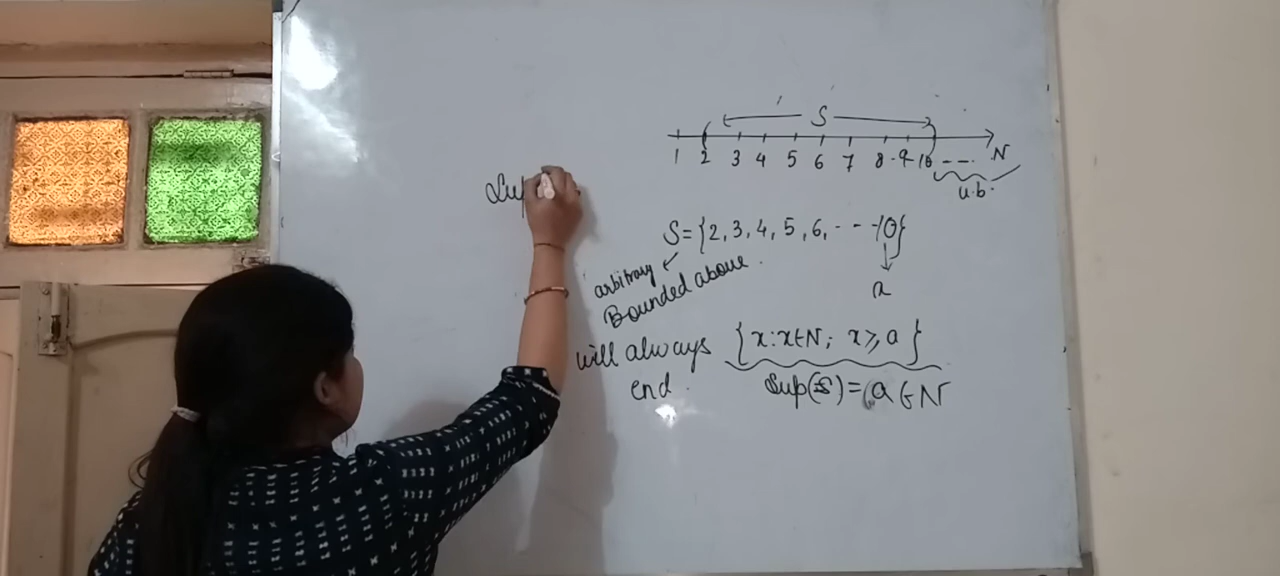 Sup
S
1 2 3 4 5 6 7 8 9 10 --- N
u.b.
S={2, 3, 4, 5, 6, - - -10}
arbitrary
a
Bounded above.
will always {x:x∈N; x≥a}
end.
Sup(S)=a∈N